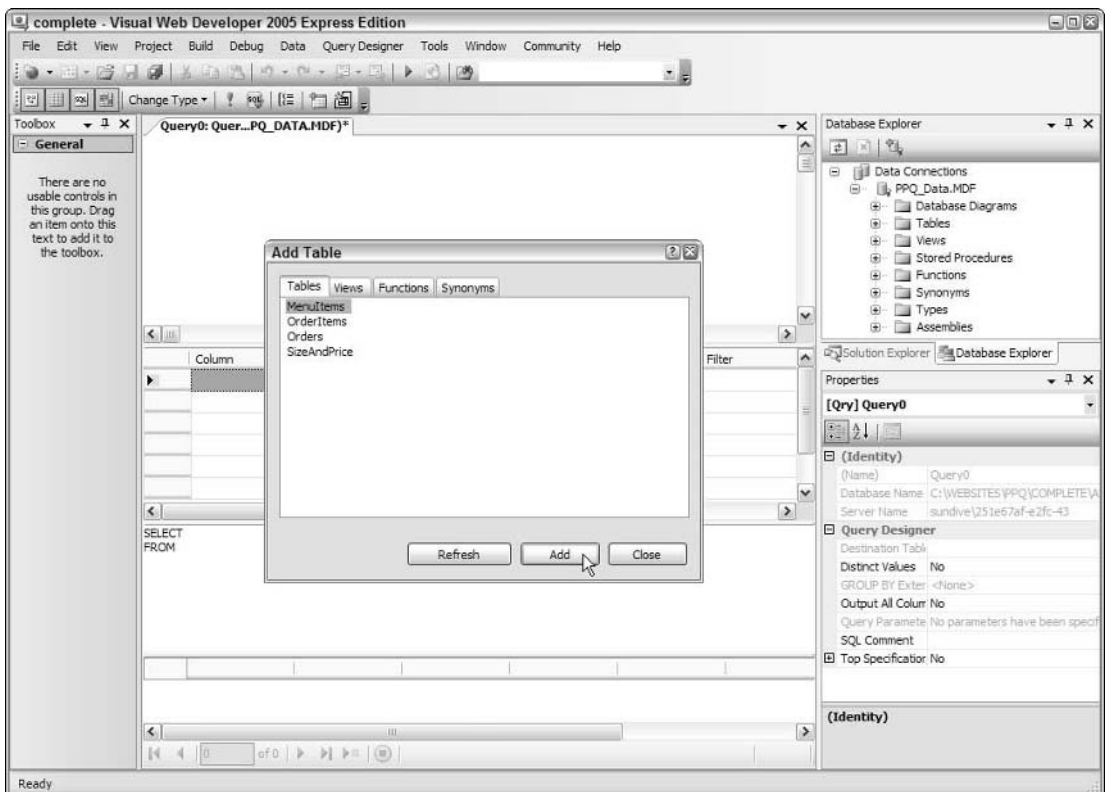 complete - Visual Web Developer 2005 Express Edition
File Edit View Project Build Debug Data Query Designer Tools Window Community Help
Change Type
Toolbox
Query0: Quer...PQ_DATA.MDF)*
General
There are no
usable controls in
this group. Drag
an item onto this
text to add it to
the toolbox.
Add Table
Tables Views Functions Synonyms
MenuItems
OrderItems
Orders
SizeAndPrice
Refresh Add Close
Column Filter
SELECT
FROM
0 of 0
Database Explorer
Data Connections
PPQ_Data.MDF
Database Diagrams
Tables
Views
Stored Procedures
Functions
Synonyms
Types
Assemblies
Solution Explorer Database Explorer
Properties
[Qry] Query0
(Identity)
(Name) Query0
Database Name C:\WEBSITES\PPQ\COMPLETE\A
Server Name sundive\251e67af-e2fc-43
Query Designer
Destination Tabl
Distinct Values No
GROUP BY Exter <None>
Output All Colum No
Query Paramete No parameters have been specif
SQL Comment
Top Specification No
(Identity)
Ready